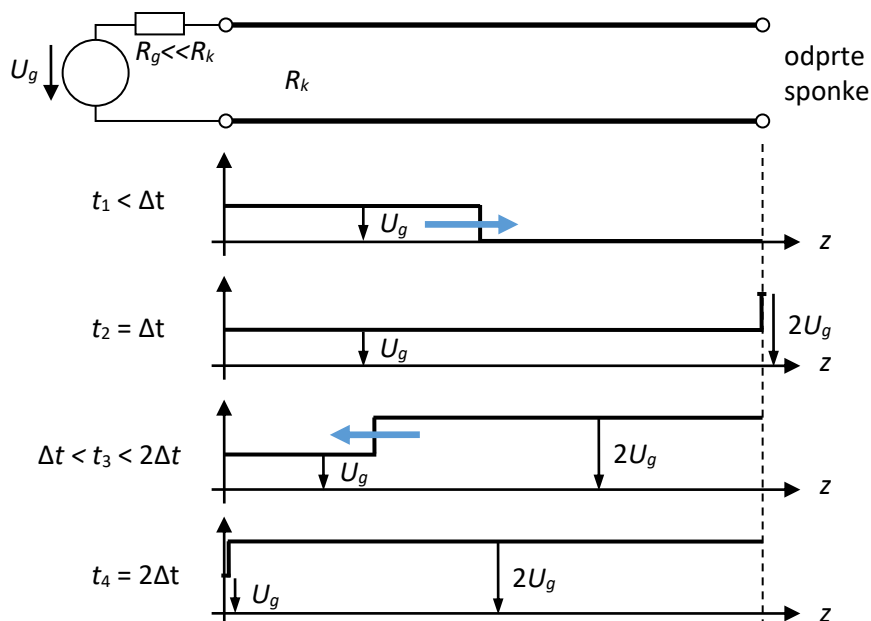 R_g<<R_k
U_g
R_k
odprte
sponke
t_1 < Δt
U_g
z
t_2 = Δt
U_g
2U_g
z
Δt < t_3 < 2Δt
U_g
2U_g
z
t_4 = 2Δt
U_g
2U_g
z